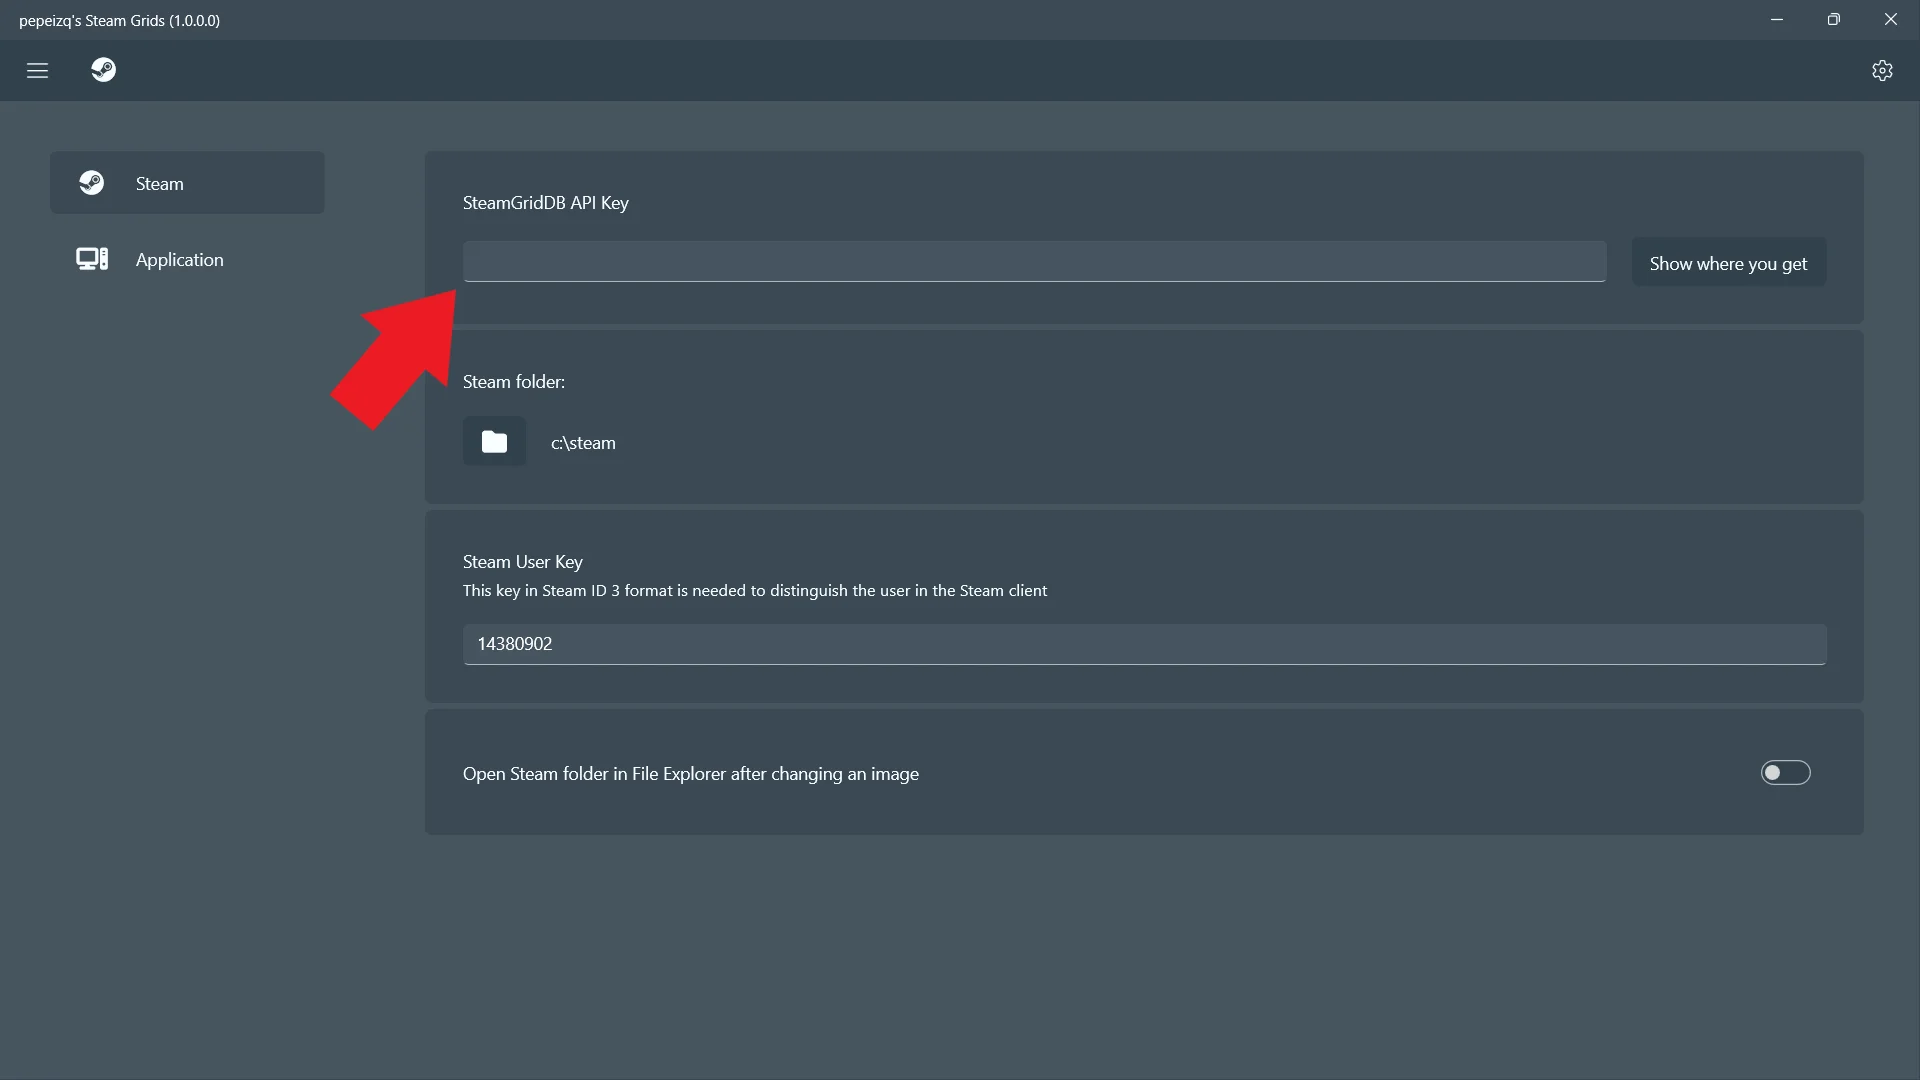 pepeizq's Steam Grids (1.0.0.0)
Steam
Application
SteamGridDB API Key
Show where you get
Steam folder:
c:\steam
Steam User Key
This key in Steam ID 3 format is needed to distinguish the user in the Steam client
14380902
Open Steam folder in File Explorer after changing an image